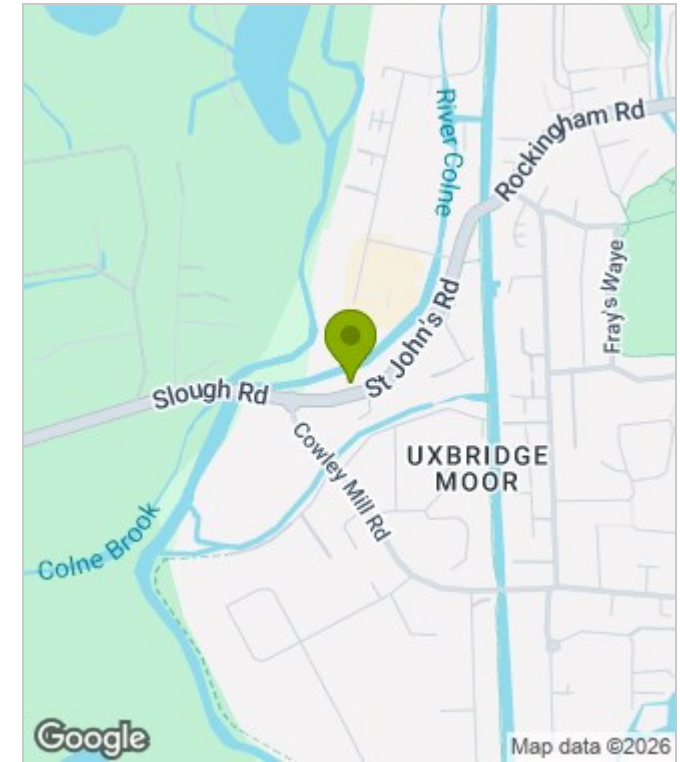 River Colne
Rockingham Rd
Fray's Waye
St John's Rd
Slough Rd
Cowley Mill Rd
UXBRIDGE
MOOR
Colne Brook
Google
Map data ©2026